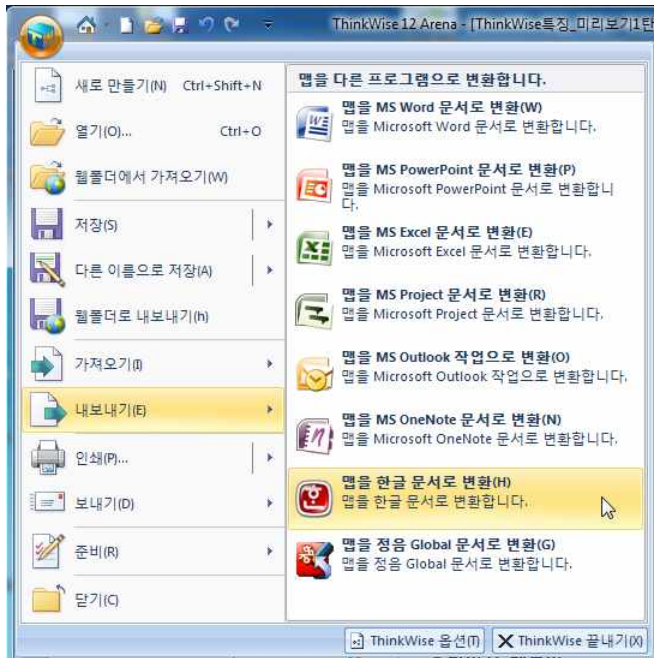 ThinkWise 12 Arena - [ThinkWise특징_미리보기1탄
새로 만들기(N) Ctrl+Shift+N
열기(O)... Ctrl+O
웹폴더에서 가져오기(W)
저장(S)
다른 이름으로 저장(A)
웹폴더로 내보내기(h)
가져오기(I)
내보내기(E)
인쇄(P)...
보내기(D)
준비(R)
닫기(C)
맵을 다른 프로그램으로 변환합니다.
맵을 MS Word 문서로 변환(W)
맵을 Microsoft Word 문서로 변환합니다.
맵을 MS PowerPoint 문서로 변환(P)
맵을 Microsoft PowerPoint 문서로 변환합니
다.
맵을 MS Excel 문서로 변환(E)
맵을 Microsoft Excel 문서로 변환합니다.
맵을 MS Project 문서로 변환(R)
맵을 Microsoft Project 문서로 변환합니다.
맵을 MS Outlook 작업으로 변환(O)
맵을 Microsoft Outlook 작업으로 변환합니다.
맵을 MS OneNote 문서로 변환(N)
맵을 Microsoft OneNote 문서로 변환합니다.
맵을 한글 문서로 변환(H)
맵을 한글 문서로 변환합니다.
맵을 정음 Global 문서로 변환(G)
맵을 정음 Global 문서로 변환합니다.
ThinkWise 옵션(T) ThinkWise 끝내기(X)